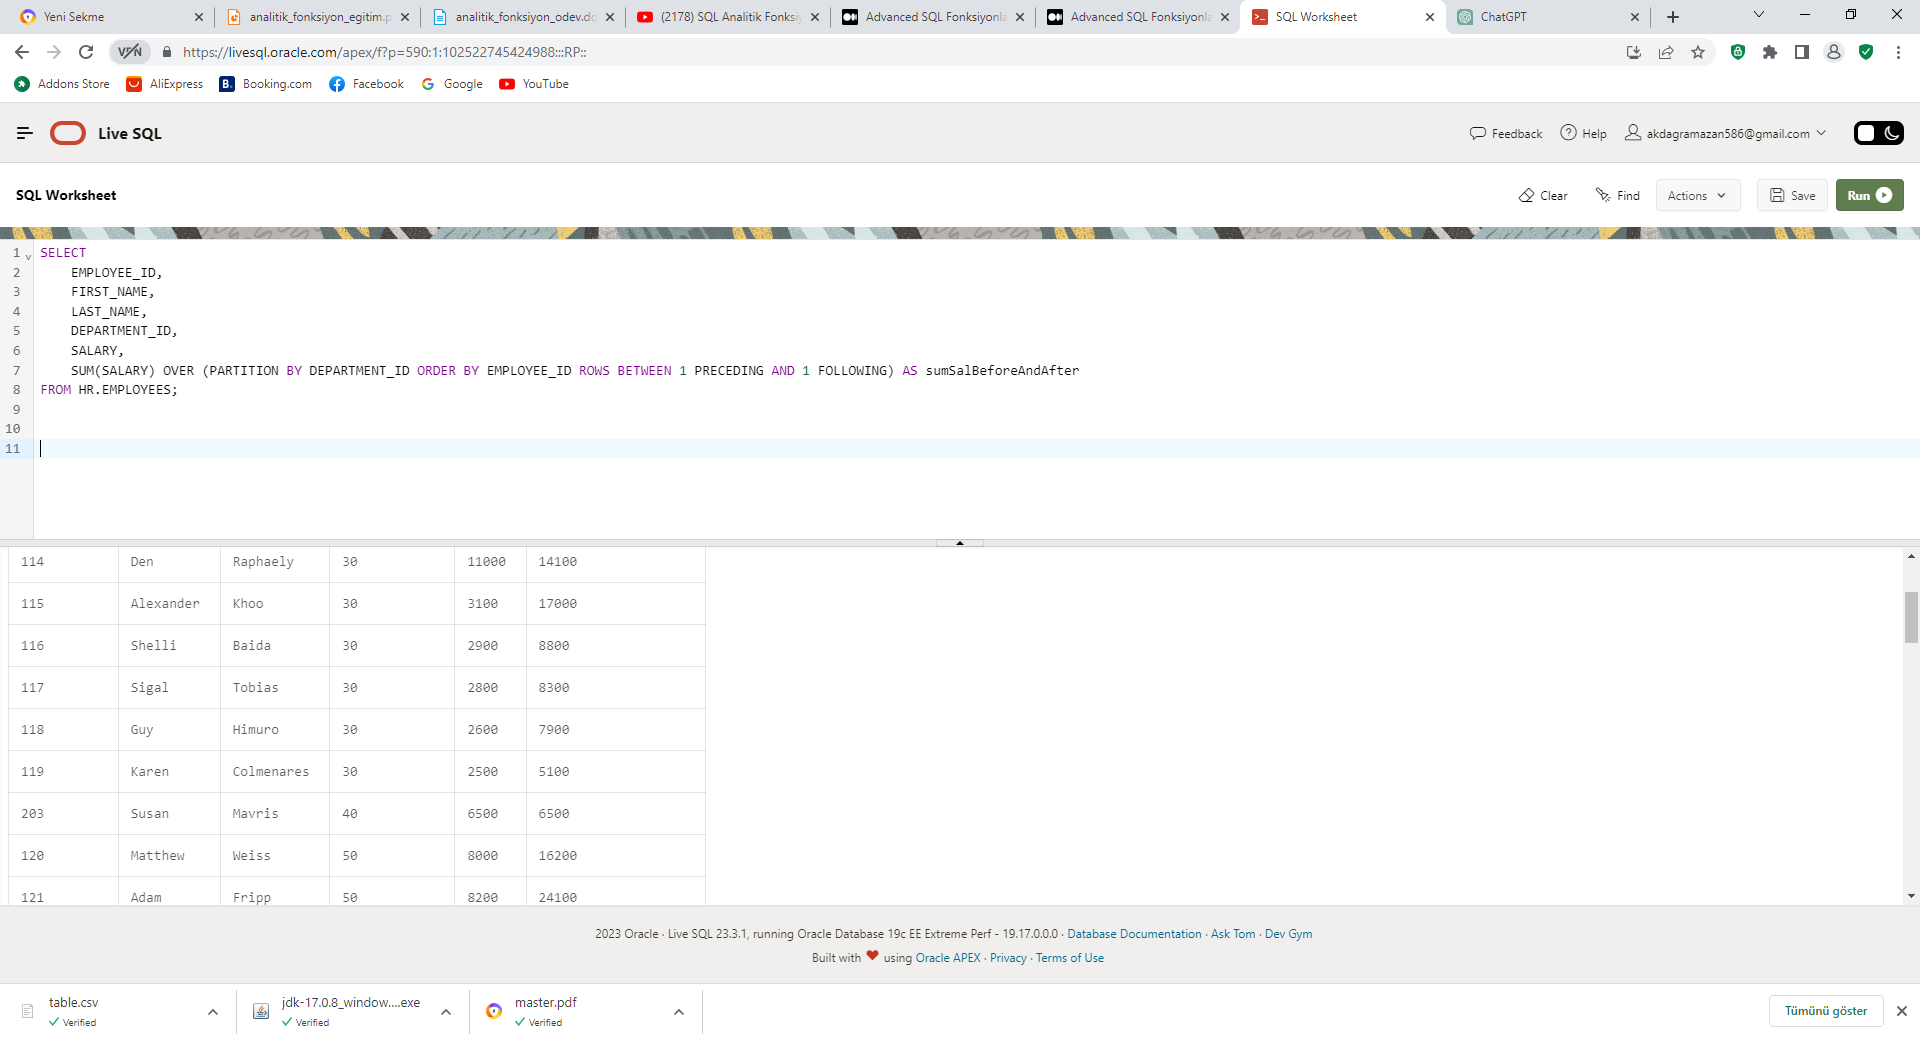 Yeni Sekme
analitik_fonksiyon_egitim.p
analitik_fonksiyon_odev.do
(2178) SQL Analitik Fonksiy
Advanced SQL Fonksiyonla
Advanced SQL Fonksiyonla
SQL Worksheet
ChatGPT
VPN
https://livesql.oracle.com/apex/f?p=590:1:102522745424988:::RP::
Addons Store
AliExpress
B.
Booking.com
Facebook
Google
YouTube
Live SQL
Feedback
Help
akdagramazan586@gmail.com
SQL Worksheet
Clear
Find
Actions
Save
Run
1 SELECT
2 EMPLOYEE_ID,
3 FIRST_NAME,
4 LAST_NAME,
5 DEPARTMENT_ID,
6 SALARY,
7 SUM(SALARY) OVER (PARTITION BY DEPARTMENT_ID ORDER BY EMPLOYEE_ID ROWS BETWEEN 1 PRECEDING AND 1 FOLLOWING) AS sumSalBeforeAndAfter
8 FROM HR.EMPLOYEES;
9
10
11
114 Den Raphaely 30 11000 14100
115 Alexander Khoo 30 3100 17000
116 Shelli Baida 30 2900 8800
117 Sigal Tobias 30 2800 8300
118 Guy Himuro 30 2600 7900
119 Karen Colmenares 30 2500 5100
203 Susan Mavris 40 6500 6500
120 Matthew Weiss 50 8000 16200
121 Adam Fripp 50 8200 24100
2023 Oracle · Live SQL 23.3.1, running Oracle Database 19c EE Extreme Perf - 19.17.0.0.0 · Database Documentation · Ask Tom · Dev Gym
Built with ❤ using Oracle APEX · Privacy · Terms of Use
table.csv
Verified
jdk-17.0.8_window....exe
Verified
master.pdf
Verified
Tümünü göster